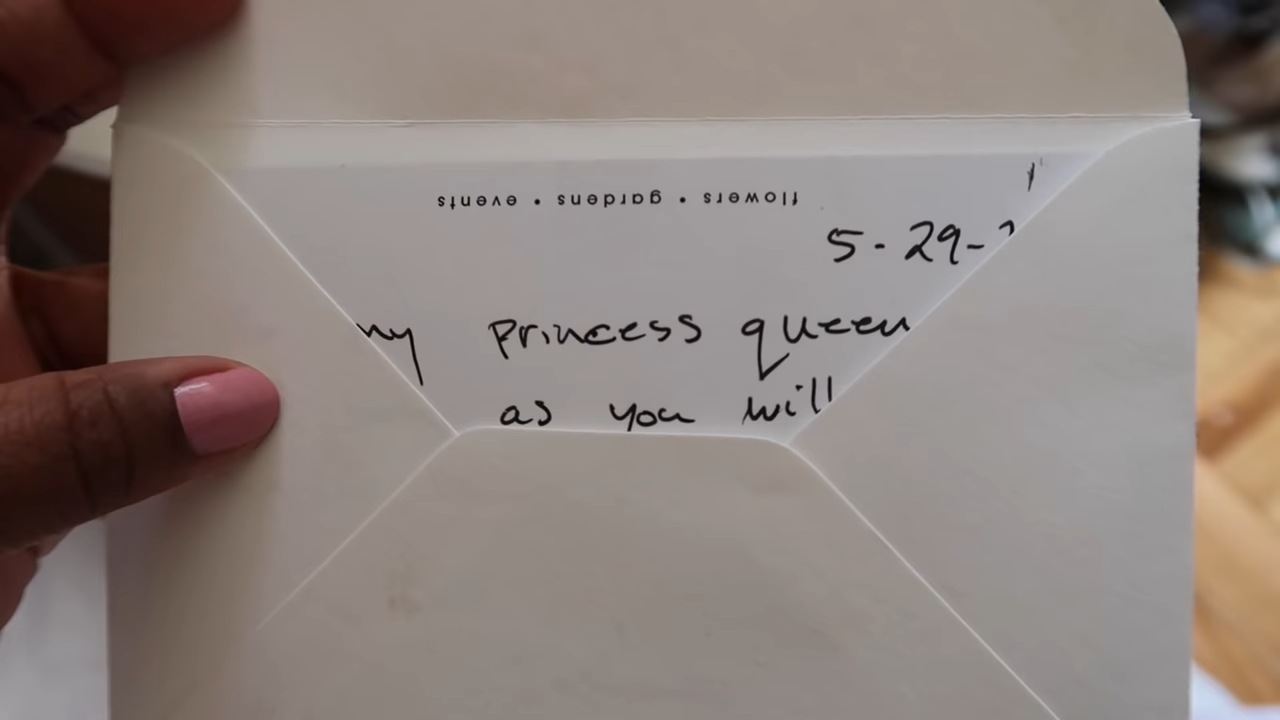 flowers • gardens • events
5-29-
my princess queen
as you will